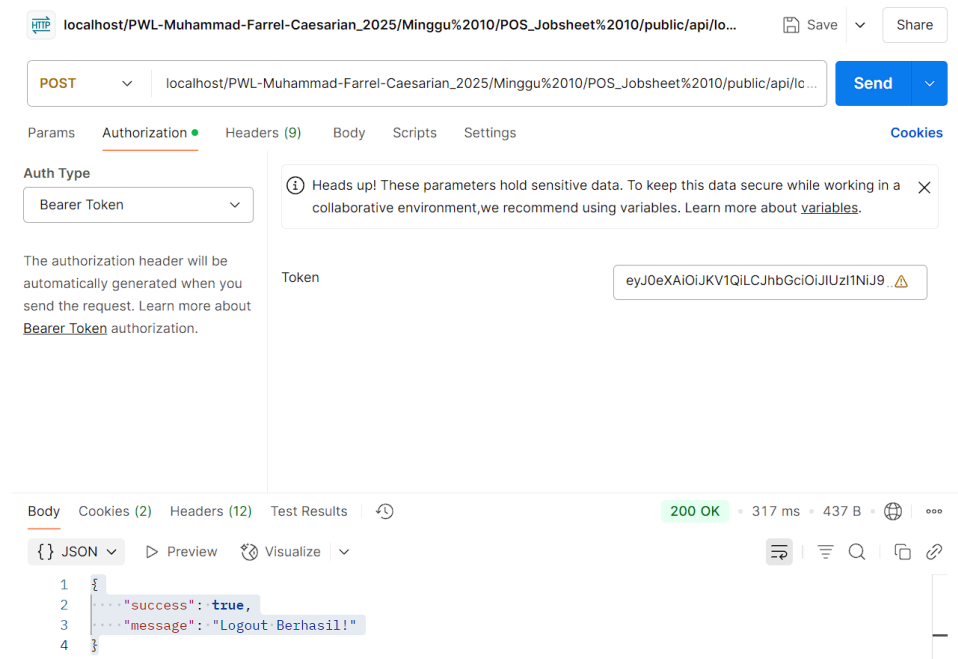 HTTP localhost/PWL-Muhammad-Farrel-Caesarian_2025/Minggu%2010/POS_Jobsheet%2010/public/api/lo... Save Share
POST localhost/PWL-Muhammad-Farrel-Caesarian_2025/Minggu%2010/POS_Jobsheet%2010/public/api/lo... Send
Params Authorization Headers (9) Body Scripts Settings Cookies
Auth Type
Bearer Token
Heads up! These parameters hold sensitive data. To keep this data secure while working in a
collaborative environment,we recommend using variables. Learn more about variables.
The authorization header will be
automatically generated when you
send the request. Learn more about
Bearer Token authorization.
Token eyJ0eXAiOiJKV1QiLCJhbGciOiJIUzI1NiJ9...
Body Cookies (2) Headers (12) Test Results 200 OK 317 ms 437 B
{} JSON Preview Visualize
1 {
2 "success": true,
3 "message": "Logout Berhasil!"
4 }